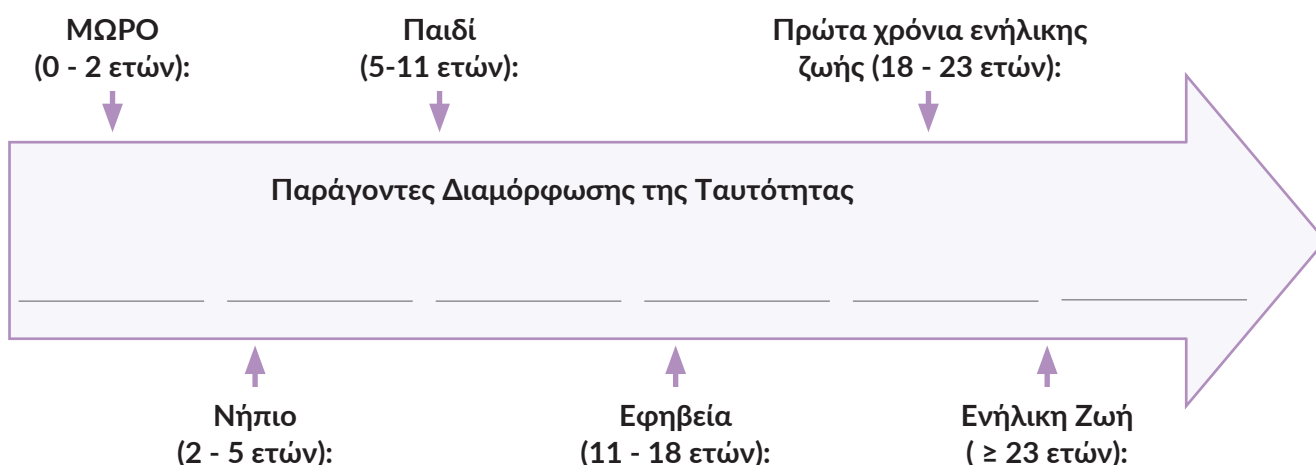 ΜΩΡΟ
(0 - 2 ετών):
Παιδί
(5-11 ετών):
Πρώτα χρόνια ενήλικης
ζωής (18 - 23 ετών):
Παράγοντες Διαμόρφωσης της Ταυτότητας
Νήπιο
(2 - 5 ετών):
Εφηβεία
(11 - 18 ετών):
Ενήλικη Ζωή
( ≥ 23 ετών):